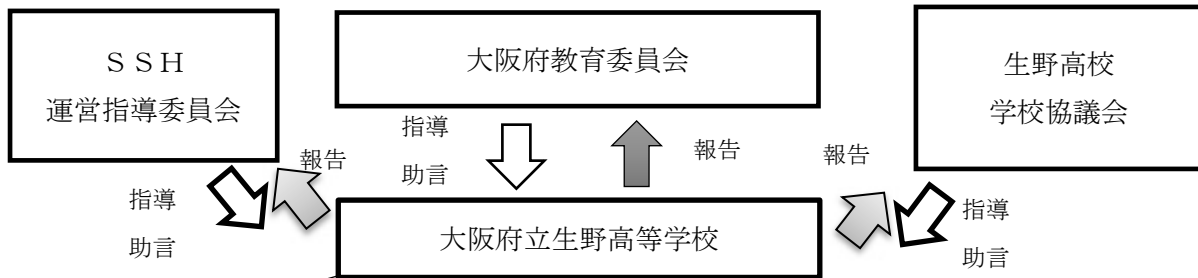 ＳＳＨ
運営指導委員会
大阪府教育委員会
生野高校
学校協議会
指導
助言
報告
指導
助言
報告
報告
指導
助言
大阪府立生野高等学校